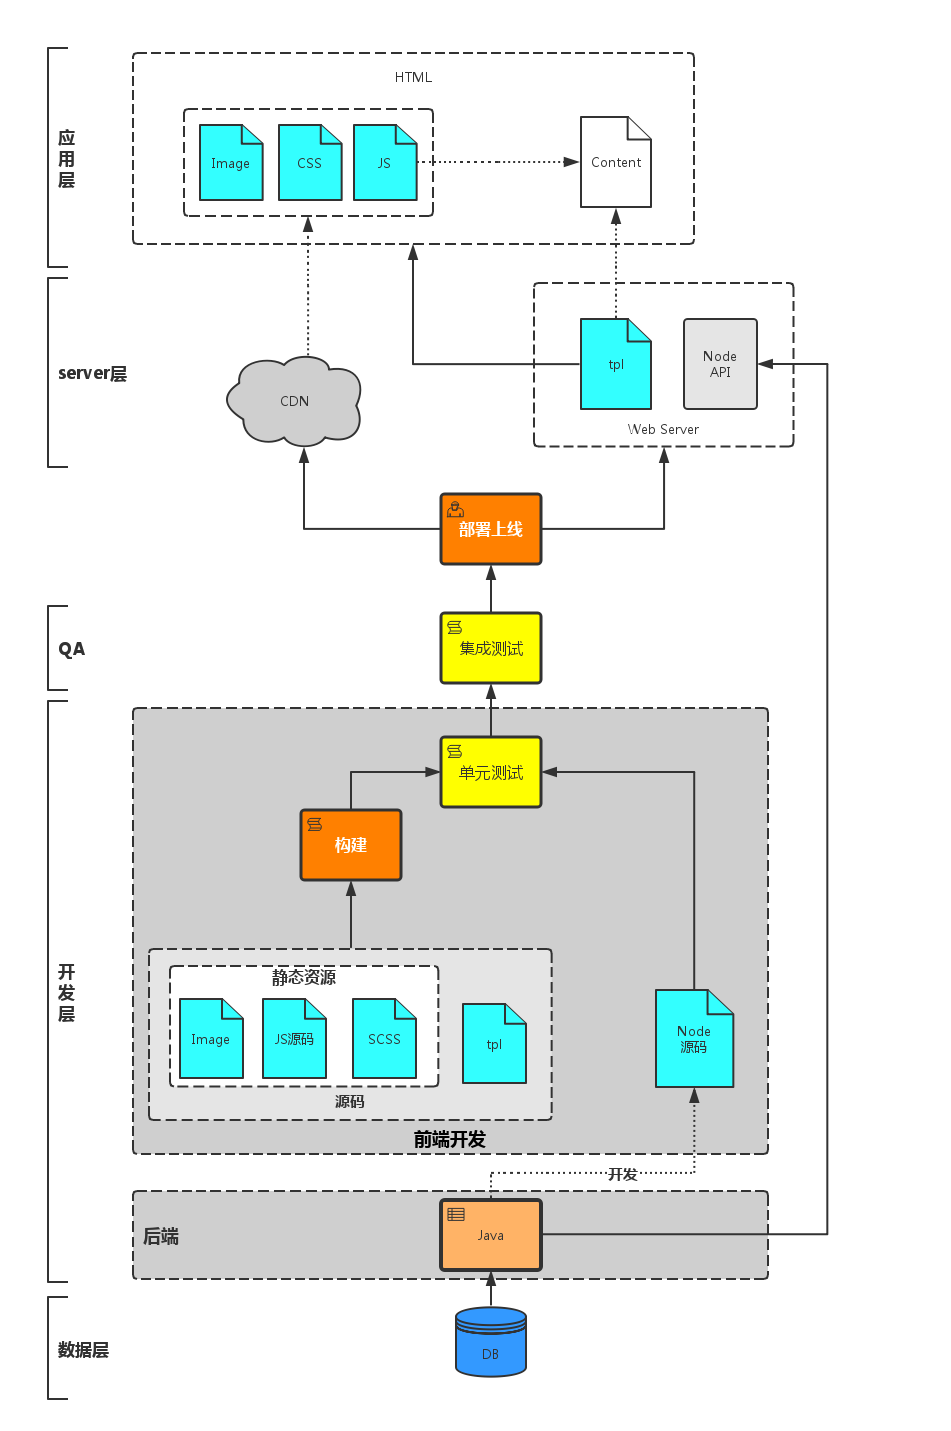 HTML
应
用
层
Image
CSS
JS
Content
server层
CDN
tpl
Node
API
Web Server
部署上线
QA
集成测试
单元测试
构建
开
发
层
静态资源
Image
JS源码
SCSS
tpl
源码
Node
源码
前端开发
开发
后端
Java
数据层
DB